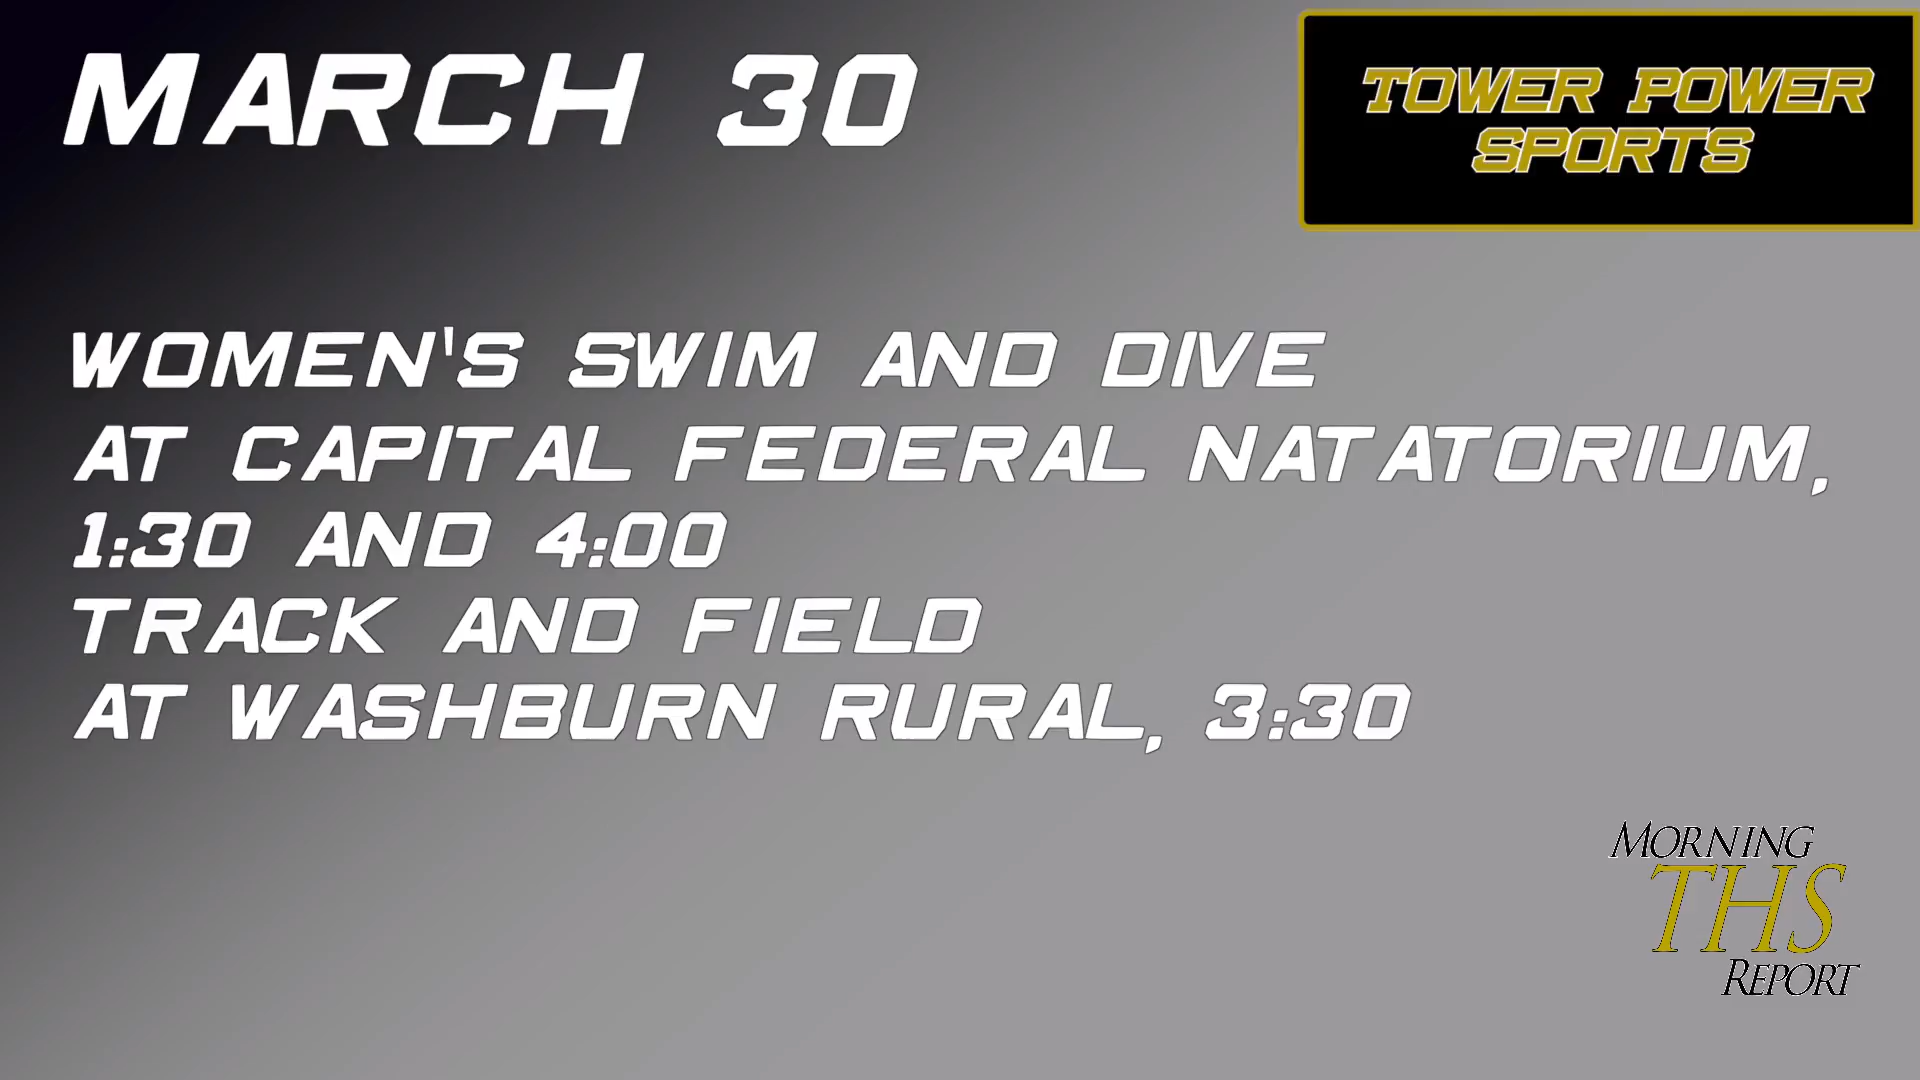 MARCH 30
TOWER POWER
SPORTS
WOMEN'S SWIM AND DIVE
AT CAPITAL FEDERAL NATATORIUM,
1:30 AND 4:00
TRACK AND FIELD
AT WASHBURN RURAL, 3:30
MORNING
THS
REPORT